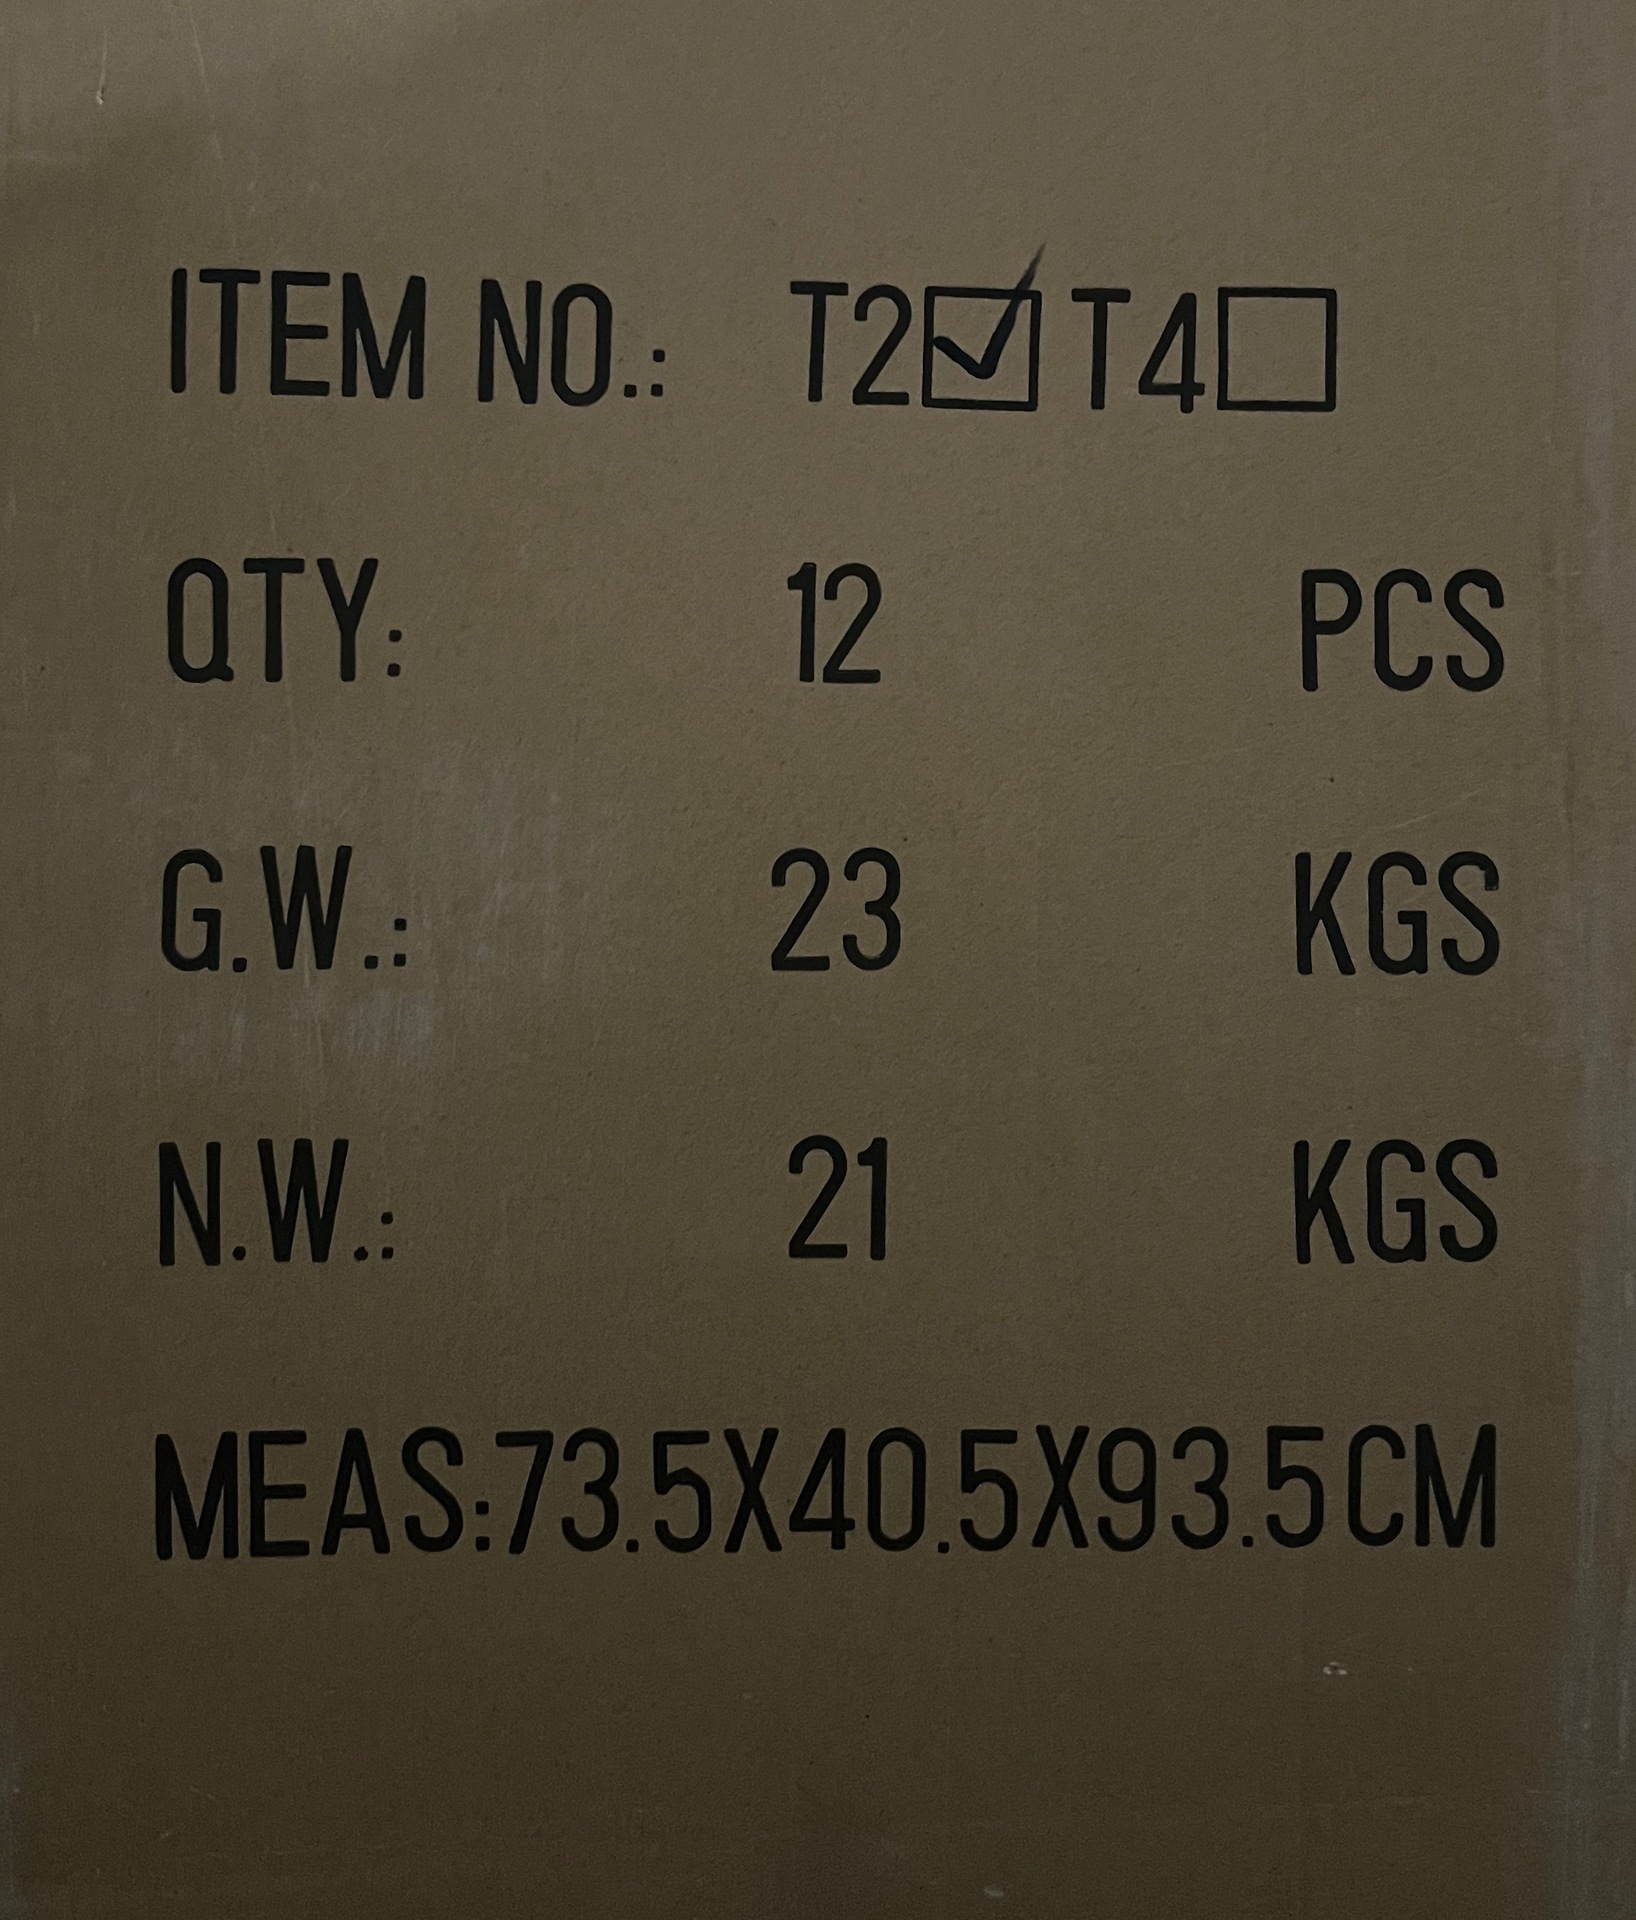 ITEM NO.: T2☑ T4☐
QTY: 12 PCS
G.W.: 23 KGS
N.W.: 21 KGS
MEAS:73.5X40.5X93.5CM